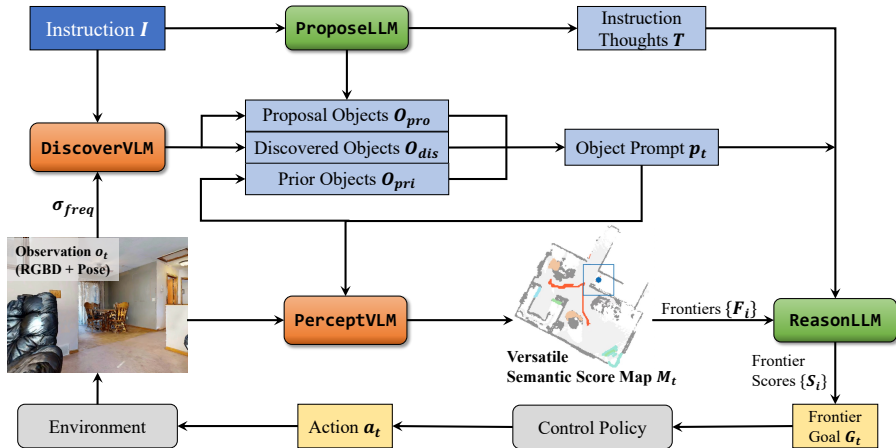 Instruction I
ProposeLLM
Instruction
Thoughts T
DiscoverVLM
Proposal Objects O_pro
Discovered Objects O_dis
Prior Objects O_pri
Object Prompt p_t
σ_freq
Observation o_t
(RGBD + Pose)
PerceptVLM
Versatile
Semantic Score Map M_t
Frontiers {F_i}
ReasonLLM
Frontier
Scores {S_i}
Environment
Action a_t
Control Policy
Frontier
Goal G_t